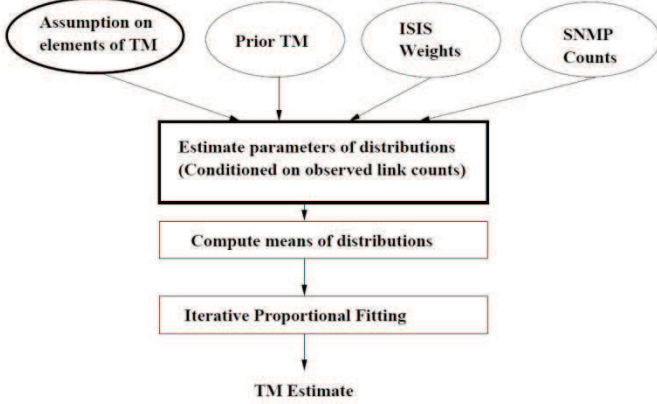 Assumption on
elements of TM
Prior TM
ISIS
Weights
SNMP
Counts
Estimate parameters of distributions
(Conditioned on observed link counts)
Compute means of distributions
Iterative Proportional Fitting
TM Estimate